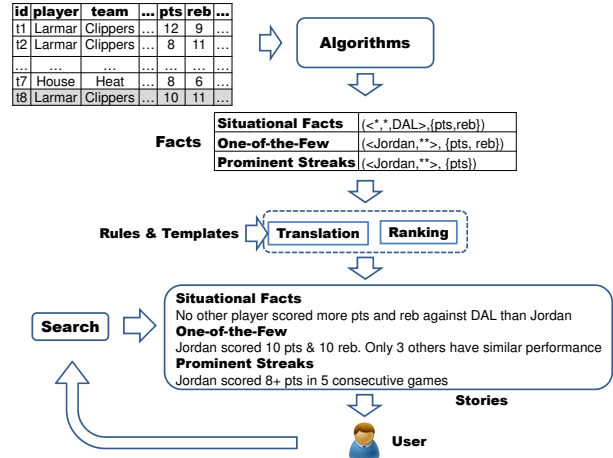 id player team ... pts reb ...
t1 Larmar Clippers ... 12 9 ...
t2 Larmar Clippers ... 8 11 ...
... ... ... ... ... ...
t7 House Heat ... 8 6 ...
t8 Larmar Clippers ... 10 11 ...
Algorithms
Facts
Situational Facts (<*,*,DAL>,{pts,reb})
One-of-the-Few (<Jordan,**>, {pts, reb})
Prominent Streaks (<Jordan,**>, {pts})
Rules & Templates
Translation
Ranking
Search
Situational Facts
No other player scored more pts and reb against DAL than Jordan
One-of-the-Few
Jordan scored 10 pts & 10 reb. Only 3 others have similar performance
Prominent Streaks
Jordan scored 8+ pts in 5 consecutive games
Stories
User